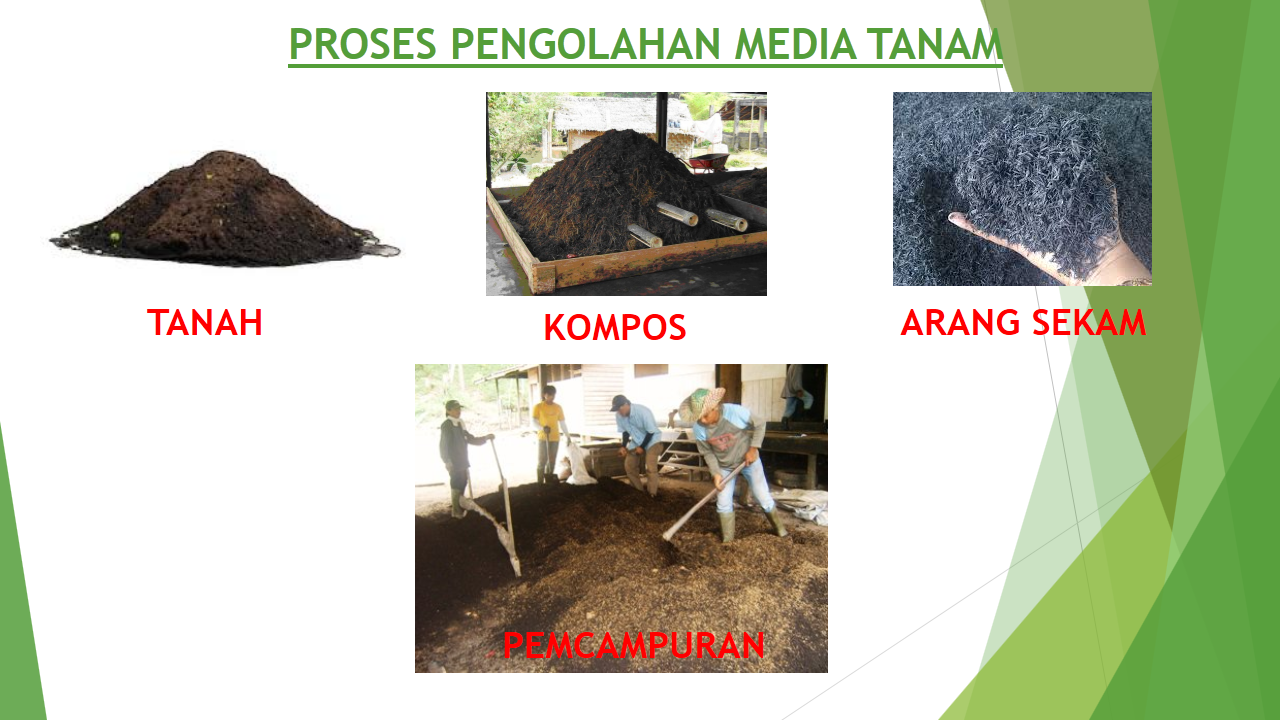 PROSES PENGOLAHAN MEDIA TANAM
TANAH
KOMPOS
ARANG SEKAM
PEMCAMPURAN